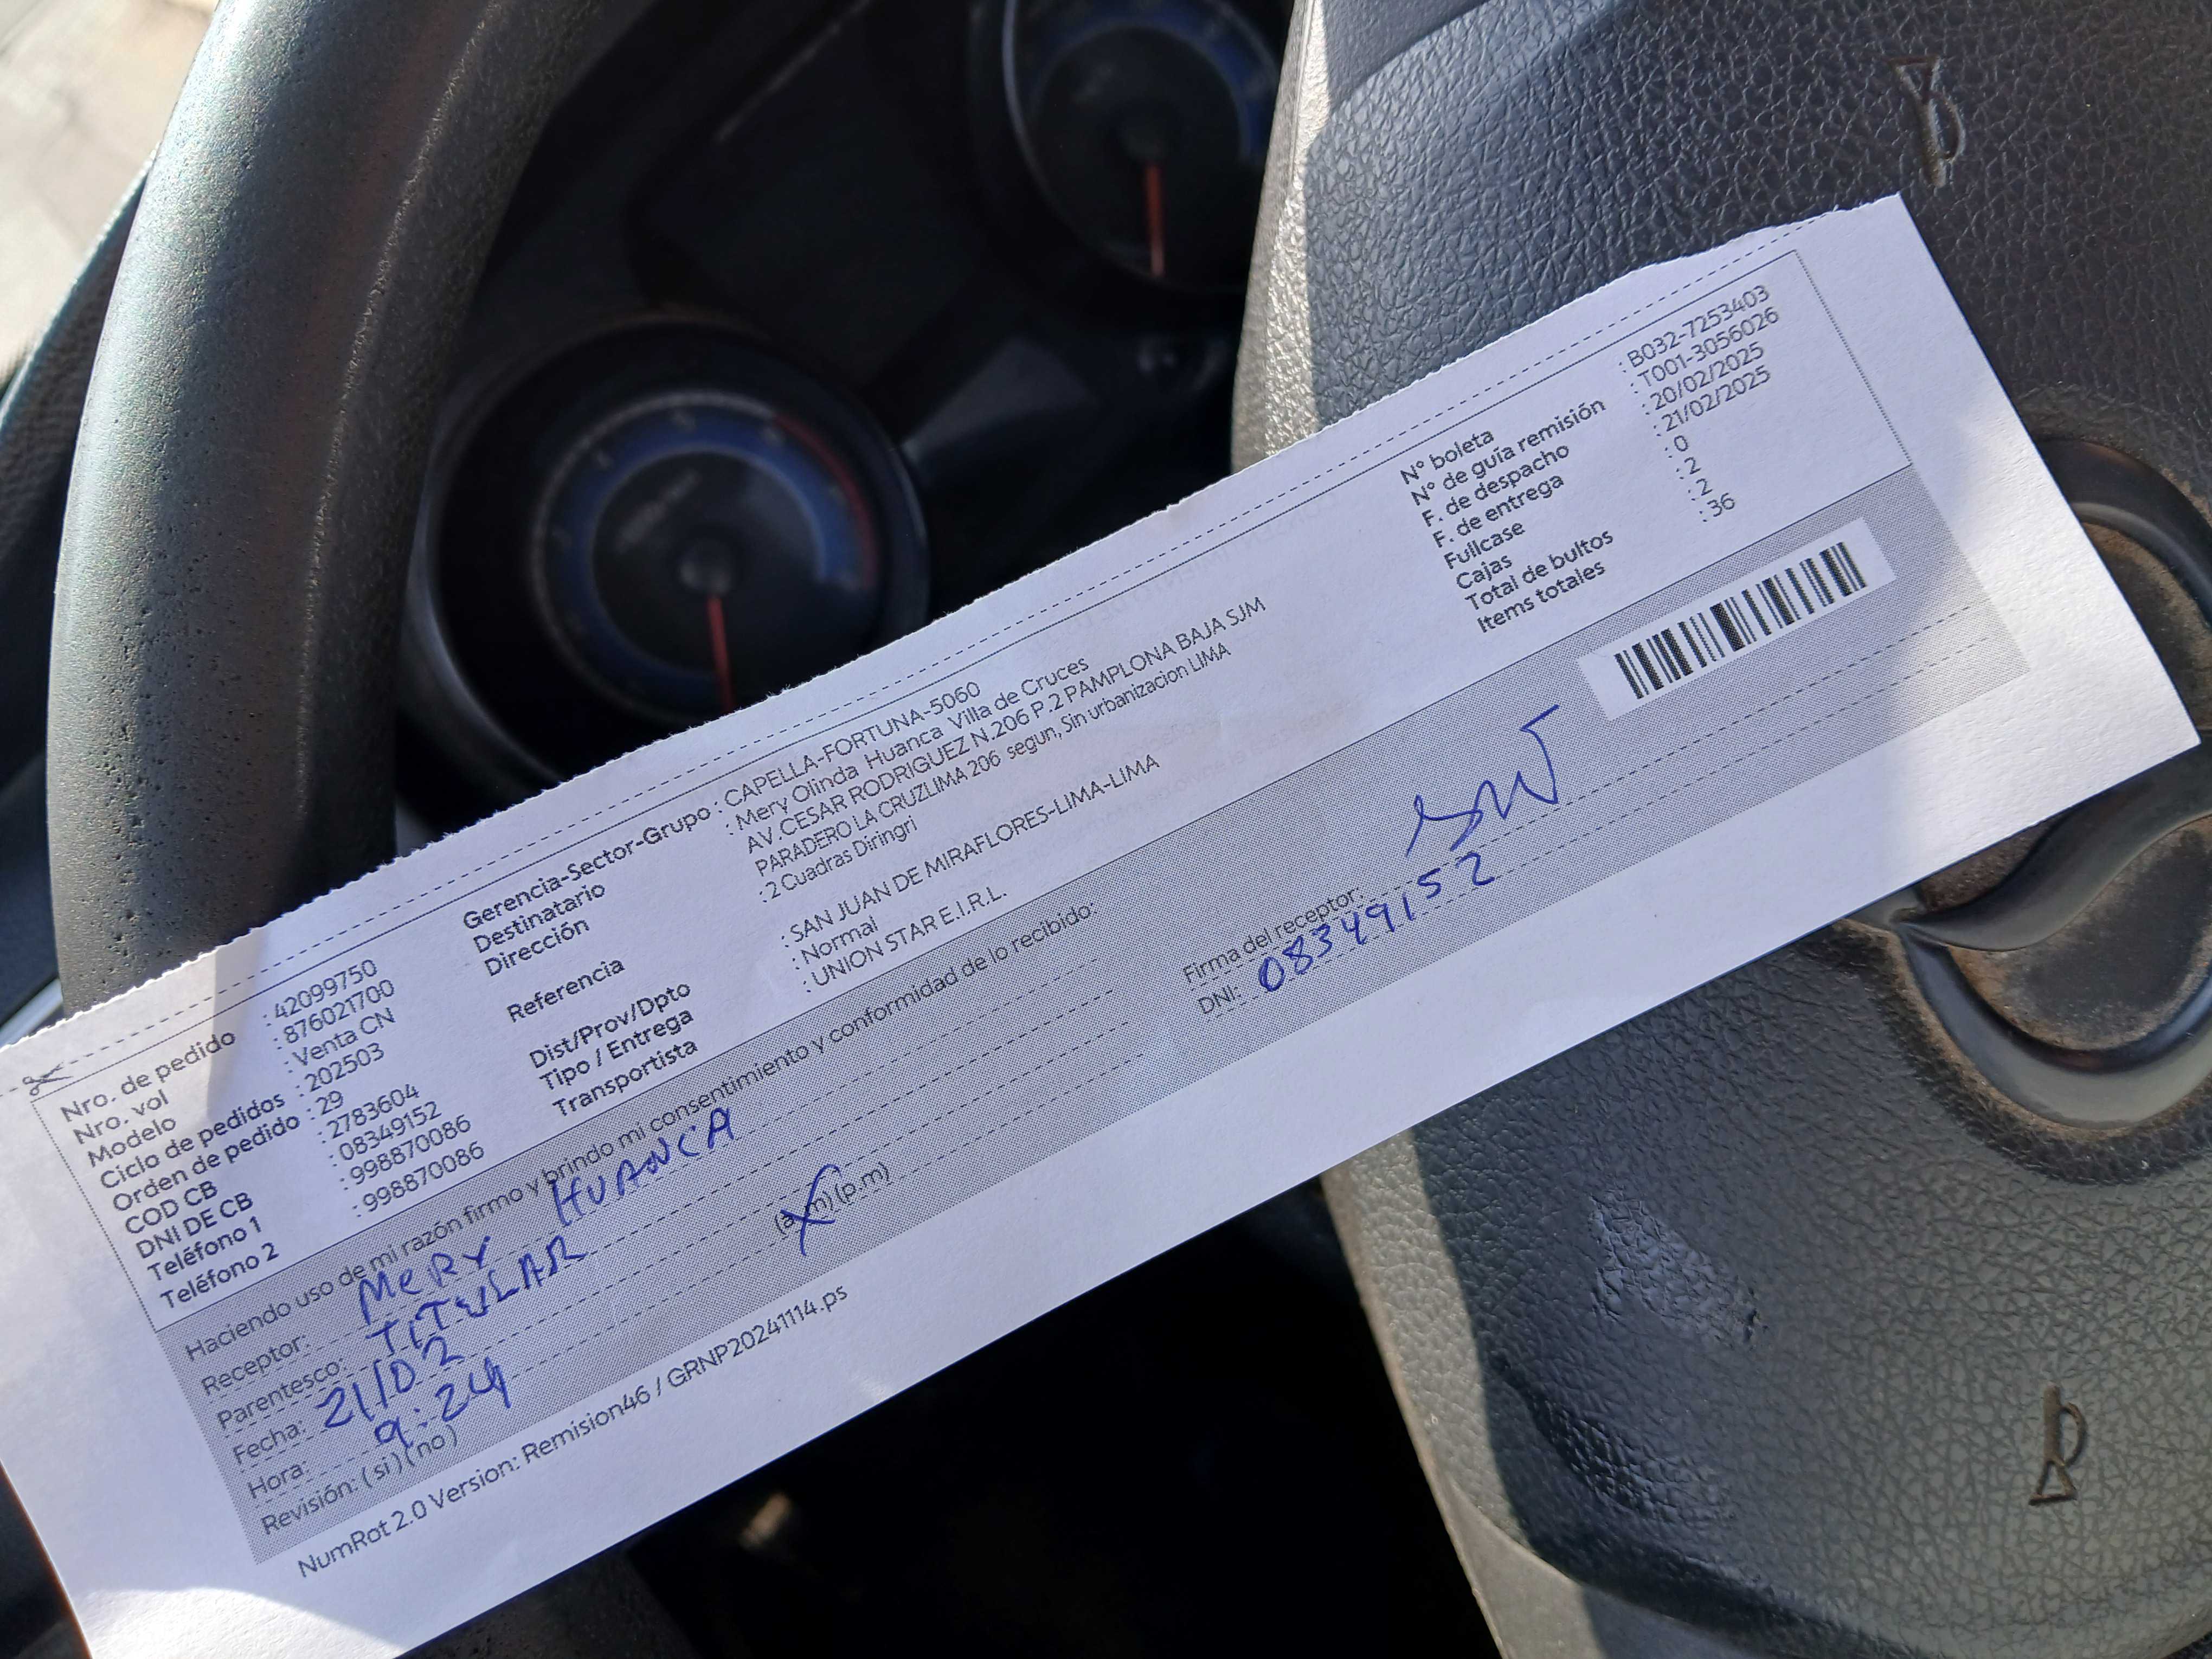 Nro. de pedido : 42099750
Nro. vol : 876021700
Modelo : Venta CN
Ciclo de pedidos : 202503
Orden de pedido : 29
COD CB : 2783604
DNI DE CB : 08349152
Teléfono 1 : 998870086
Teléfono 2 : 998870086
Gerencia-Sector-Grupo : CAPELLA-FORTUNA-5060
Destinatario : Mery Olinda Huanca Villa de Cruces
Dirección AV.CESAR RODRIGUEZ N.206 P.2 PAMPLONA BAJA SJM
PARADERO LA CRUZLIMA 206 segun, Sin urbanizacion LIMA
Referencia : 2 Cuadras Diringri
Dist/Prov/Dpto : SAN JUAN DE MIRAFLORES-LIMA-LIMA
Tipo / Entrega : Normal
Transportista : UNION STAR E.I.R.L.
N° boleta : B032-7253403
N° de guía remisión : T001-3056026
F. de despacho : 20/02/2025
F. de entrega : 21/02/2025
Fullcase : 0
Cajas : 2
Total de bultos : 2
Items totales : 36
Haciendo uso de mi razón firmo y brindo mi consentimiento y conformidad de lo recibido:
Receptor: MERY HUANCA
Parentesco: TITULAR
Fecha: 21/02
Hora: 9:24 (a.m) (p.m)
Revisión: (si) (no)
Firma del receptor:
DNI: 08349152
NumRot 2.0 Version: Remision46 / GRNP20241114.ps